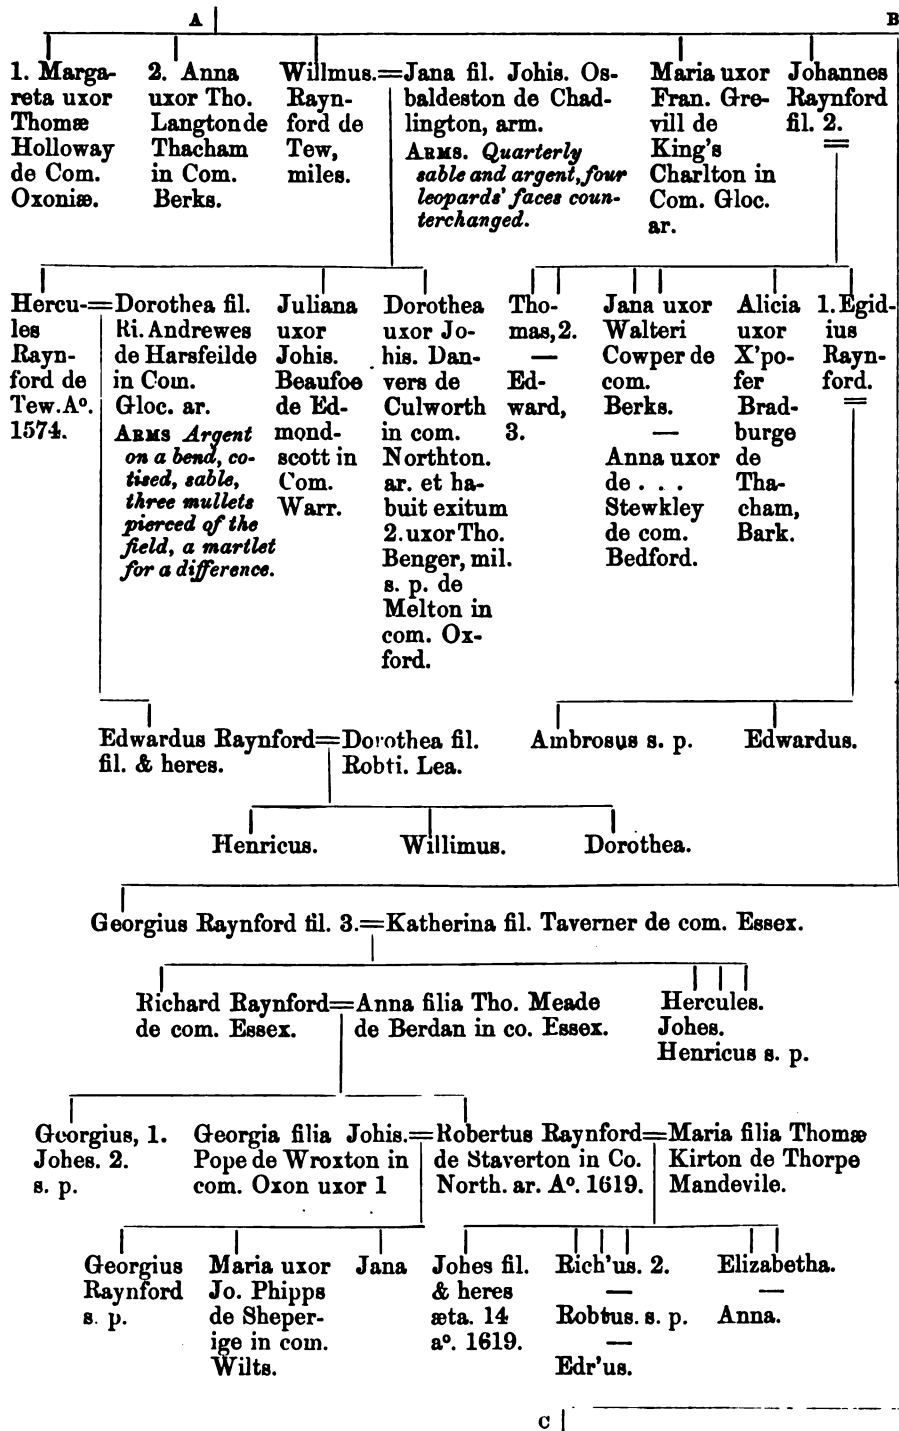 A
B
1. Marga-
reta uxor
Thomæ
Holloway
de Com.
Oxoniæ.
2. Anna
uxor Tho.
Langton de
Thacham
in Com.
Berks.
Willmus.=
Rayn-
ford de
Tew,
miles.
Jana fil. Johis. Os-
baldeston de Chad-
lington, arm.
ARMS. Quarterly
sable and argent, four
leopards' faces coun-
terchanged.
Maria uxor
Fran. Gre-
vill de
King's
Charlton in
Com. Gloc.
ar.
Johannes
Raynford
fil. 2.
=
Hercu-=
les
Rayn-
ford de
Tew. Aº.
1574.
Dorothea fil.
Ri. Andrewes
de Harsfeilde
in Com.
Gloc. ar.
ARMS Argent
on a bend, co-
tised, sable,
three mullets
pierced of the
field, a martlet
for a difference.
Juliana
uxor
Johis.
Beaufoe
de Ed-
mond-
scott in
Com.
Warr.
Dorothea
uxor Jo-
his. Dan-
vers de
Culworth
in com.
Northton.
ar. et ha-
buit exitum
2. uxor Tho.
Benger, mil.
s. p. de
Melton in
com. Ox-
ford.
Tho-
mas, 2.
—
Ed-
ward,
3.
Jana uxor
Walteri
Cowper de
com.
Berks.
—
Anna uxor
de . . .
Stewkley
de com.
Bedford.
Alicia
uxor
X'po-
fer
Brad-
burge
de
Tha-
cham,
Bark.
1. Egid-
ius
Rayn-
ford.
=
Edwardus Raynford=
fil. & heres.
Dorothea fil.
Robti. Lea.
Ambrosus s. p.
Edwardus.
Henricus.
Willimus.
Dorothea.
Georgius Raynford fil. 3.=Katherina fil. Taverner de com. Essex.
Richard Raynford=
de com. Essex.
Anna filia Tho. Meade
de Berdan in co. Essex.
Hercules.
Johes.
Henricus s. p.
Georgius, 1.
Johes. 2.
s. p.
Georgia filia Johis.=
Pope de Wroxton in
com. Oxon uxor 1
Robertus Raynford=
de Staverton in Co.
North. ar. Aº. 1619.
Maria filia Thomæ
Kirton de Thorpe
Mandevile.
Georgius
Raynford
s. p.
Maria uxor
Jo. Phipps
de Sheper-
ige in com.
Wilts.
Jana
Johes fil.
& heres
æta. 14
aº. 1619.
Rich'us. 2.
—
Robtus. s. p.
—
Edr'us.
Elizabetha.
—
Anna.
C